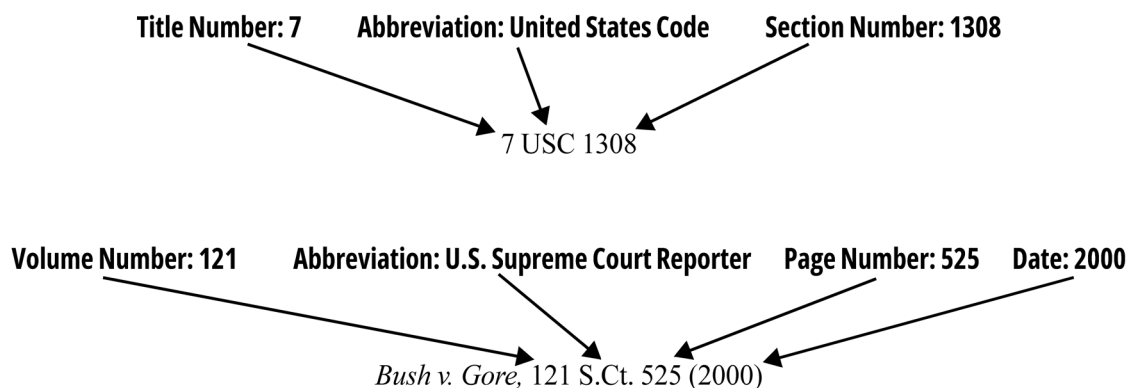 Title Number: 7 Abbreviation: United States Code Section Number: 1308
7 USC 1308
Volume Number: 121 Abbreviation: U.S. Supreme Court Reporter Page Number: 525 Date: 2000
Bush v. Gore, 121 S.Ct. 525 (2000)